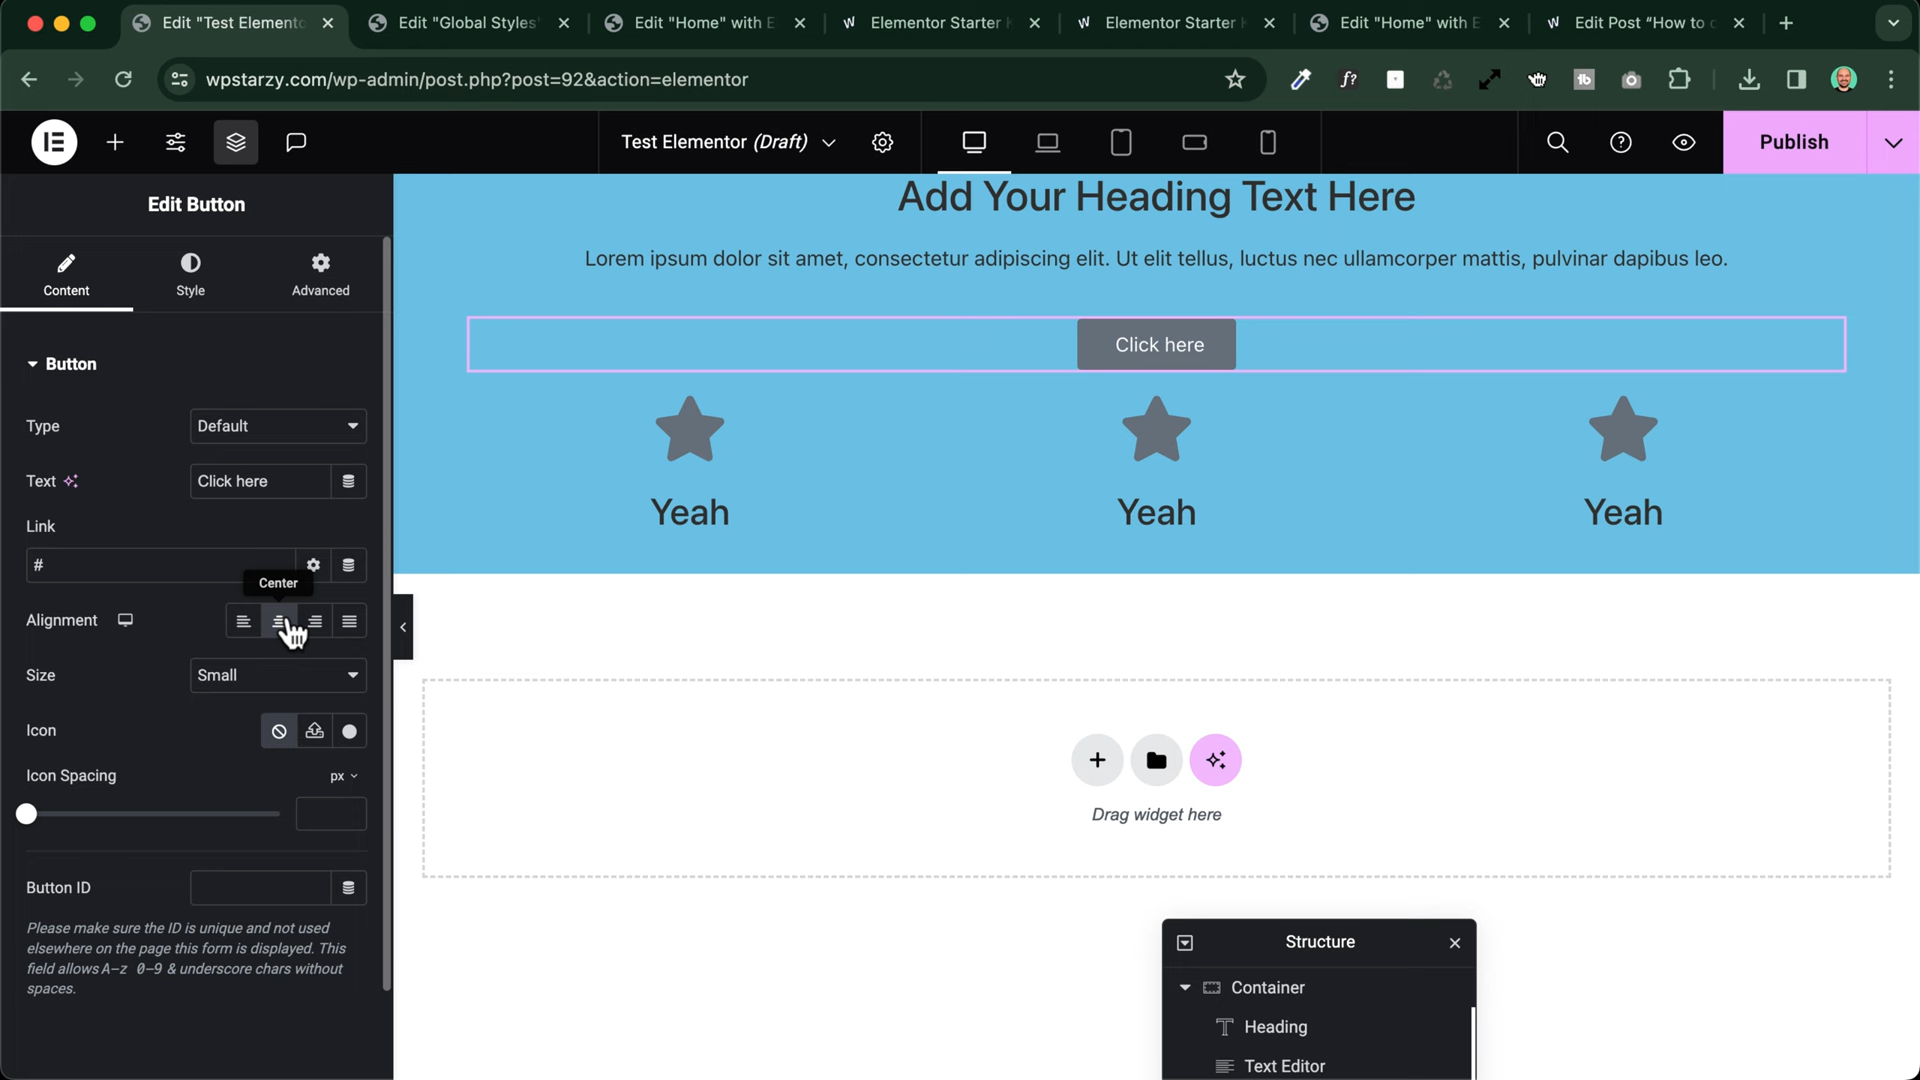 Edit "Test Elemento
Edit "Global Styles"
Edit "Home" with E
Elementor Starter K
Elementor Starter K
Edit "Home" with E
Edit Post “How to c
wpstarzy.com/wp-admin/post.php?post=92&action=elementor
Test Elementor (Draft)
Publish
Edit Button
Content
Style
Advanced
Button
Type
Default
Text
Click here
Link
#
Center
Alignment
Size
Small
Icon
Icon Spacing
px
Button ID
Please make sure the ID is unique and not used
elsewhere on the page this form is displayed. This
field allows A-z 0-9 & underscore chars without
spaces.
Add Your Heading Text Here
Lorem ipsum dolor sit amet, consectetur adipiscing elit. Ut elit tellus, luctus nec ullamcorper mattis, pulvinar dapibus leo.
Click here
Yeah
Yeah
Yeah
Drag widget here
Structure
Container
Heading
Text Editor